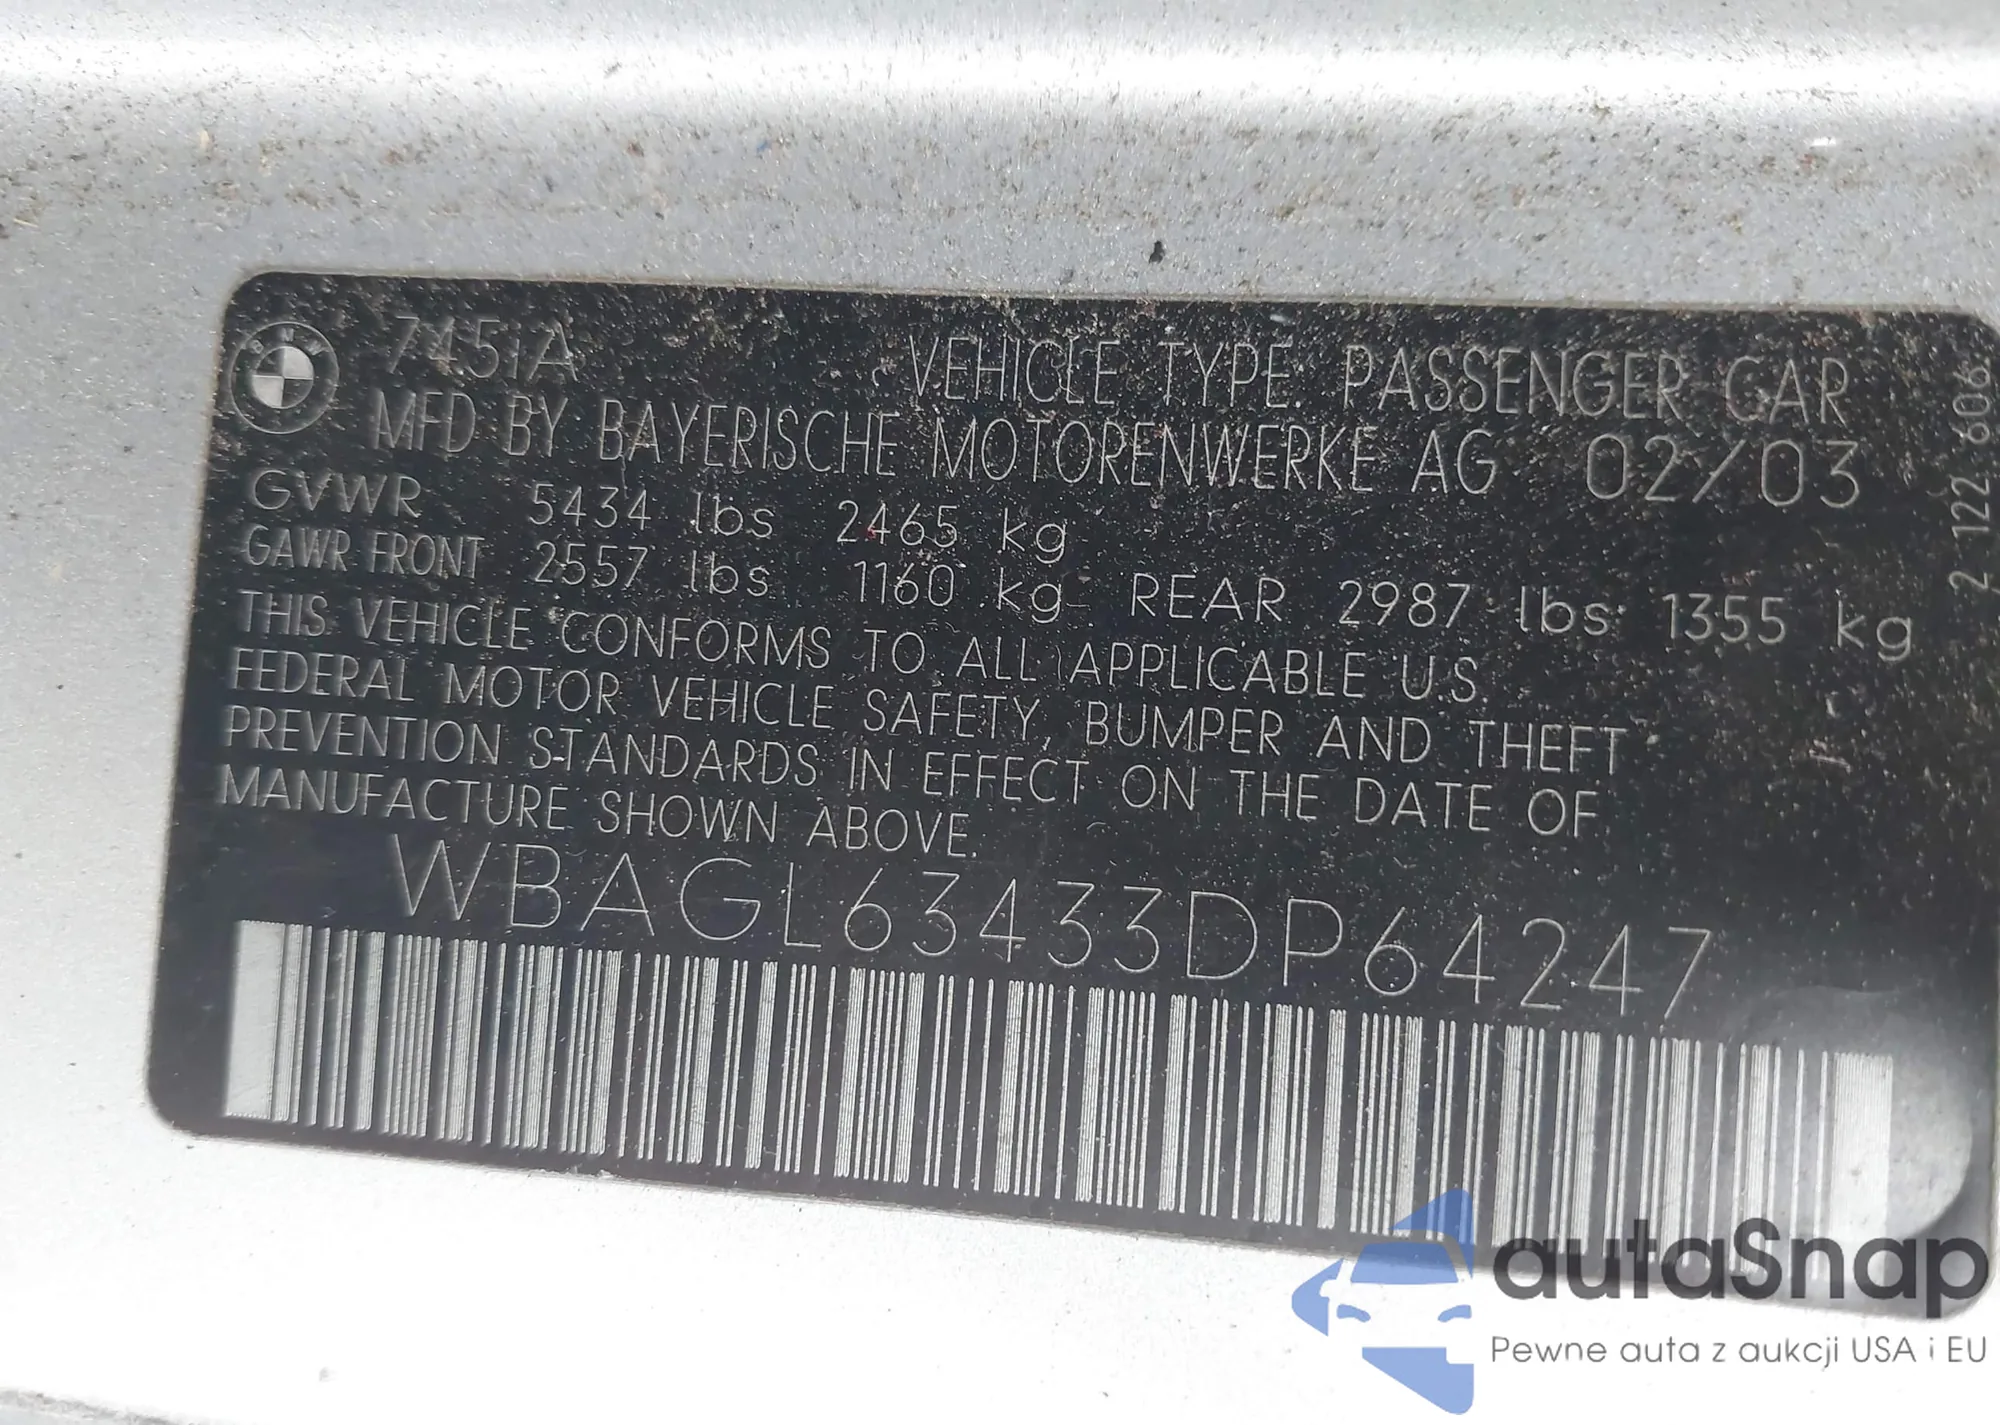 BMW
745iA
VEHICLE TYPE: PASSENGER CAR
MFD BY BAYERISCHE MOTORENWERKE AG 02/03
GVWR 5434 lbs 2465 kg
GAWR FRONT 2557 lbs 1160 kg REAR 2987 lbs 1355 kg
THIS VEHICLE CONFORMS TO ALL APPLICABLE U.S.
FEDERAL MOTOR VEHICLE SAFETY, BUMPER AND THEFT
PREVENTION STANDARDS IN EFFECT ON THE DATE OF
MANUFACTURE SHOWN ABOVE.
WBAGL63433DP64247
2 122 606
autaSnap
Pewne auta z aukcji USA i EU